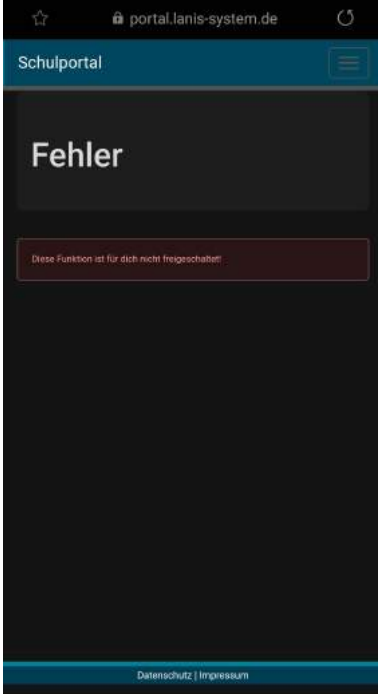 portal.lanis-system.de
Schulportal
Fehler
Diese Funktion ist für dich nicht freigeschaltet!
Datenschutz | Impressum